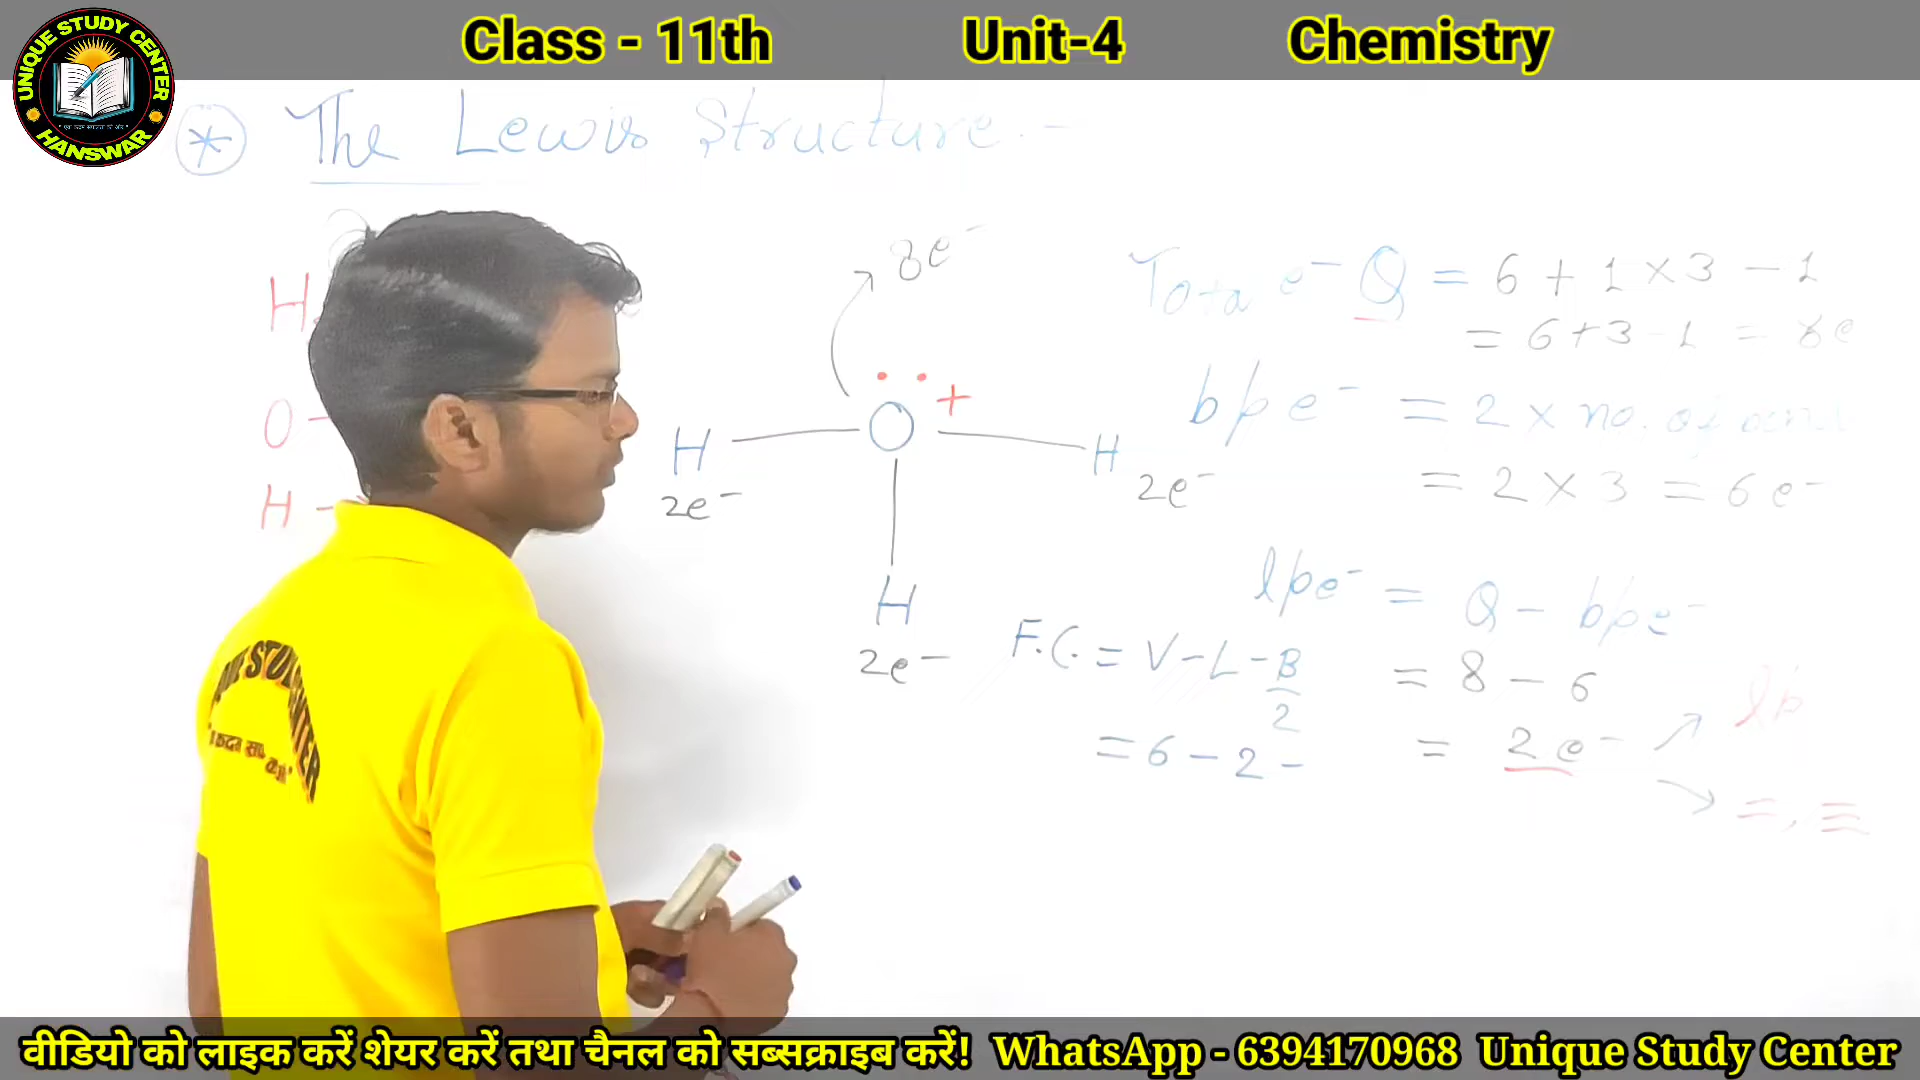 Class - 11th Unit-4 Chemistry
UNIQUE STUDY CENTER
HANSWAR
* The Lewis Structure :-
H
8e⁻
Total e⁻ Q = 6 + 1 × 3 - 1
= 6 + 3 - 1 = 8e
O -
H - O + - H
bpe⁻ = 2 × no. of
H -
2e⁻ 2e⁻
= 2 × 3 = 6e⁻
H
2e⁻
lpe⁻ = Q - bpe⁻
F.C. = V - L - B/2
= 8 - 6
lp
= 6 - 2 -
= 2e⁻
=, ≡
वीडियो को लाइक करें शेयर करें तथा चैनल को सब्सक्राइब करें! WhatsApp - 6394170968 Unique Study Center